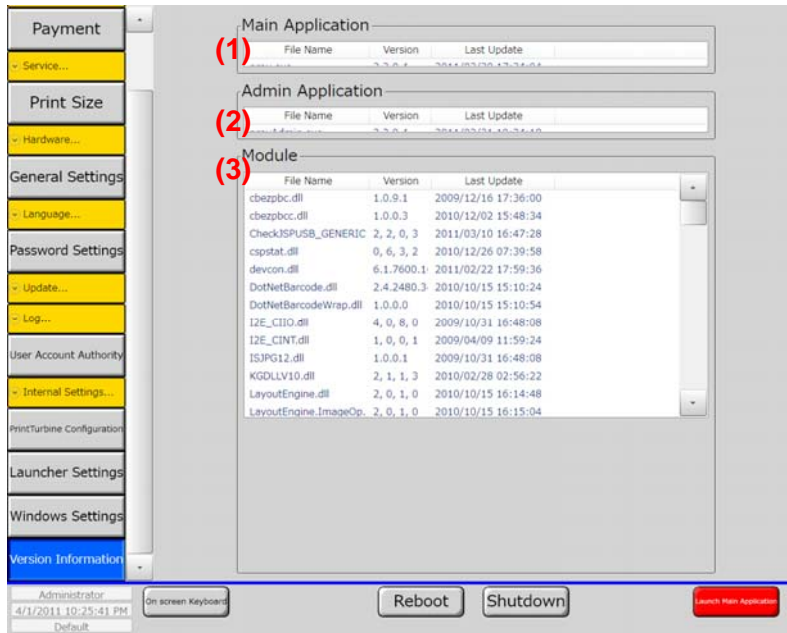 Payment
Service...
Print Size
Hardware...
General Settings
Language...
Password Settings
Update...
Log...
User Account Authority
Internal Settings...
PrintTurbine Configuration
Launcher Settings
Windows Settings
Version Information
Main Application
(1)
File Name Version Last Update
Admin Application
(2)
File Name Version Last Update
Module
(3)
File Name Version Last Update
cbezpbc.dll 1.0.9.1 2009/12/16 17:36:00
cbezpbcc.dll 1.0.0.3 2010/12/02 15:48:34
CheckJSPUSB_GENERIC 2, 2, 0, 3 2011/03/10 16:47:28
cspstat.dll 0, 6, 3, 2 2010/12/26 07:39:58
devcon.dll 6.1.7600.1 2011/02/22 17:59:36
DotNetBarcode.dll 2.4.2480.3 2010/10/15 15:10:24
DotNetBarcodeWrap.dll 1.0.0.0 2010/10/15 15:10:54
I2E_CIIO.dll 4, 0, 8, 0 2009/10/31 16:48:08
I2E_CINT.dll 1, 0, 0, 1 2009/04/09 11:59:24
ISJPG12.dll 1.0.0.1 2009/10/31 16:48:08
KGDLLV10.dll 2, 1, 1, 3 2010/02/28 02:56:22
LayoutEngine.dll 2, 0, 1, 0 2010/10/15 16:14:48
LayoutEngine.ImageOp. 2, 0, 1, 0 2010/10/15 16:15:04
Administrator
4/1/2011 10:25:41 PM
Default
On screen Keyboard
Reboot
Shutdown
Launch Main Application